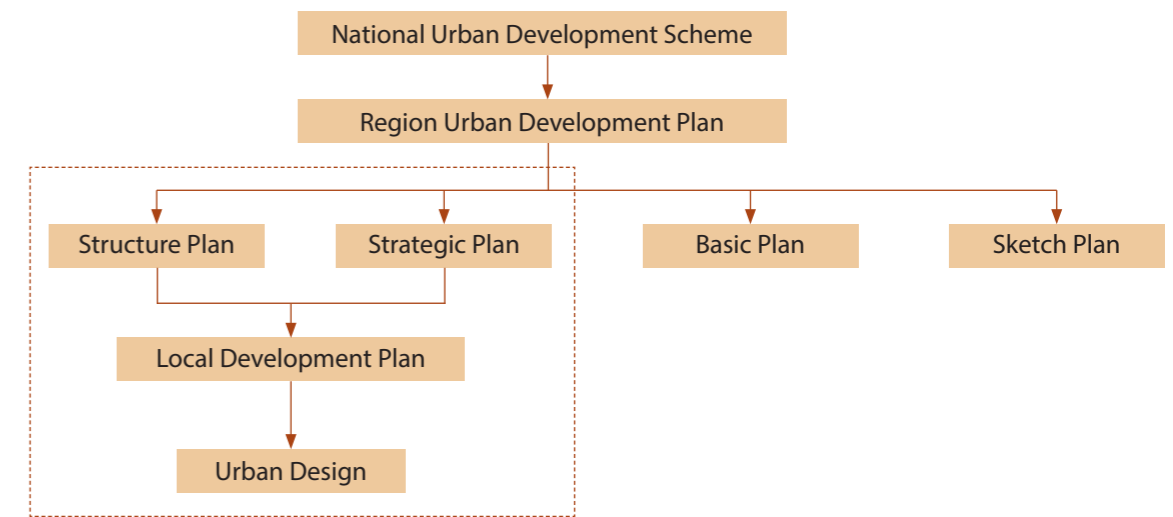 National Urban Development Scheme
Region Urban Development Plan
Structure Plan
Strategic Plan
Basic Plan
Sketch Plan
Local Development Plan
Urban Design